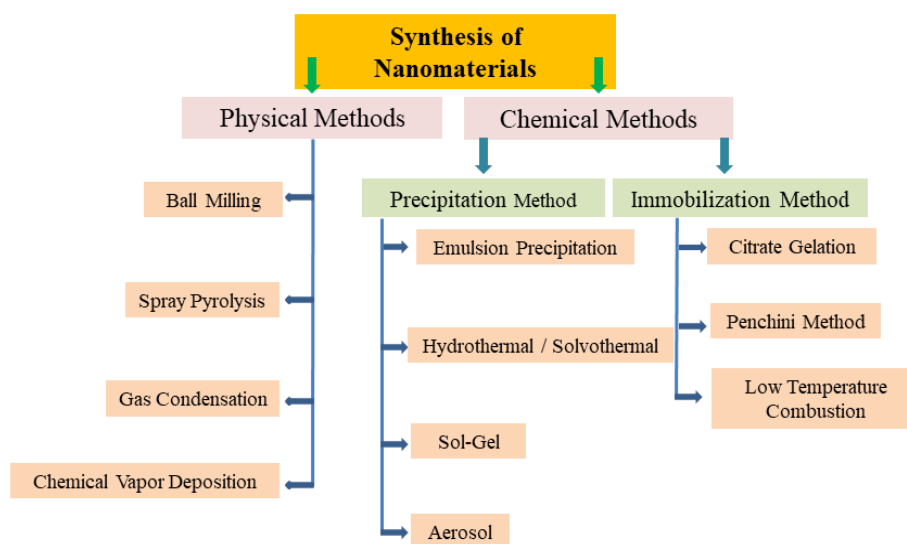 Synthesis of
Nanomaterials
Physical Methods
Chemical Methods
Ball Milling
Spray Pyrolysis
Gas Condensation
Chemical Vapor Deposition
Precipitation Method
Emulsion Precipitation
Hydrothermal / Solvothermal
Sol-Gel
Aerosol
Immobilization Method
Citrate Gelation
Penchini Method
Low Temperature
Combustion